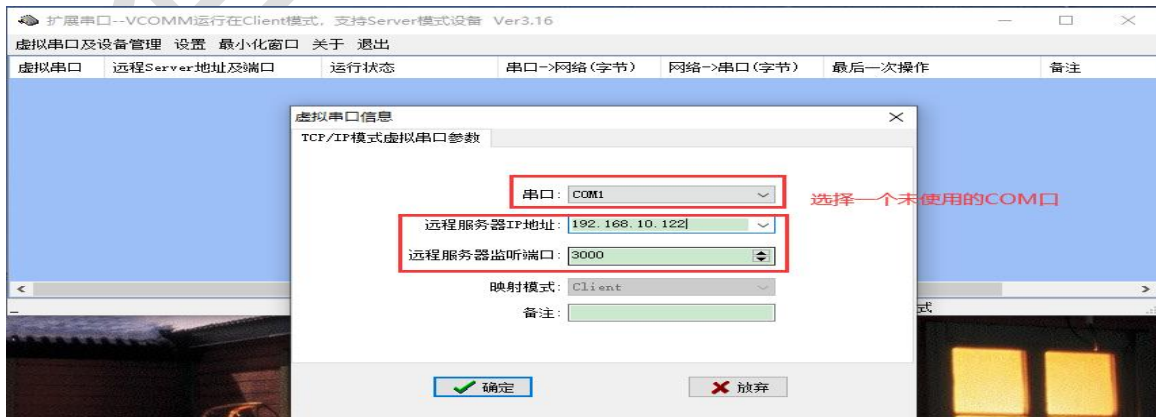 扩展串口--VCOMM运行在Client模式，支持Server模式设备 Ver3.16
虚拟串口及设备管理 设置 最小化窗口 关于 退出
虚拟串口 远程Server地址及端口 运行状态 串口->网络(字节) 网络->串口(字节) 最后一次操作 备注
虚拟串口信息
TCP/IP模式虚拟串口参数
串口: COM1
选择一个未使用的COM口
远程服务器IP地址: 192.168.10.122
远程服务器监听端口: 3000
映射模式: Client
备注:
式
确定 放弃